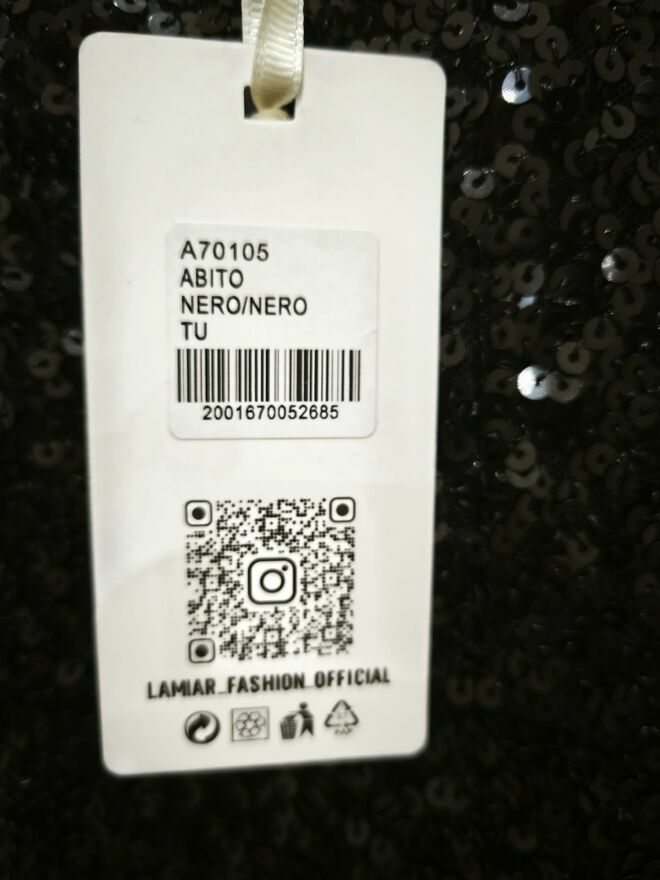 A70105
ABITO
NERO/NERO
TU
2001670052685
LAMIAR_FASHION_OFFICIAL